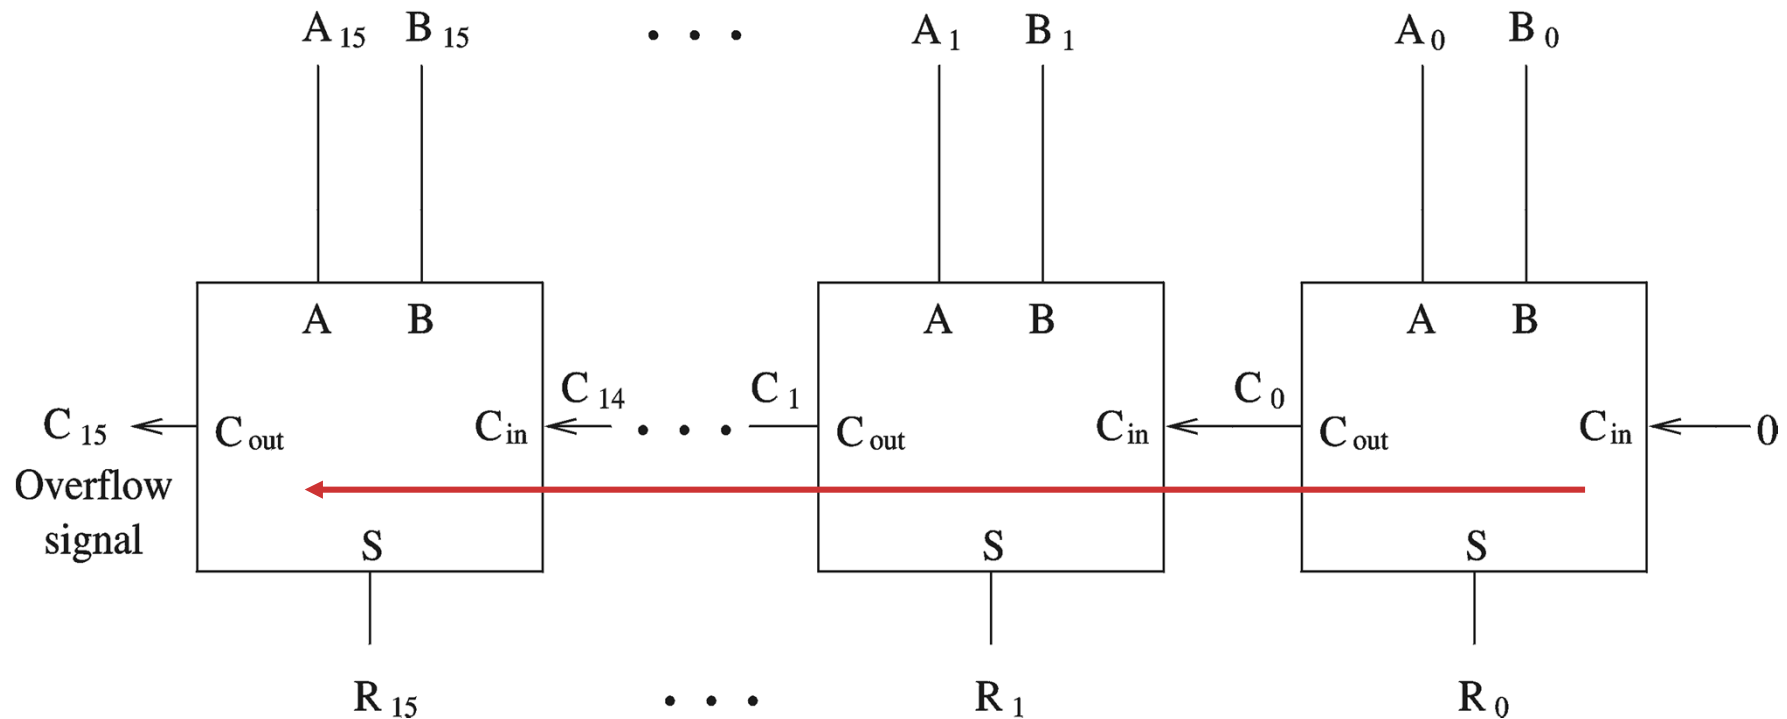 A15 B15 . . . A1 B1 A0 B0
A B A B A B
C14 C1 C0
C15 Cout Cin . . . Cout Cin Cout Cin 0
Overflow
signal
S S S
R15 . . . R1 R0